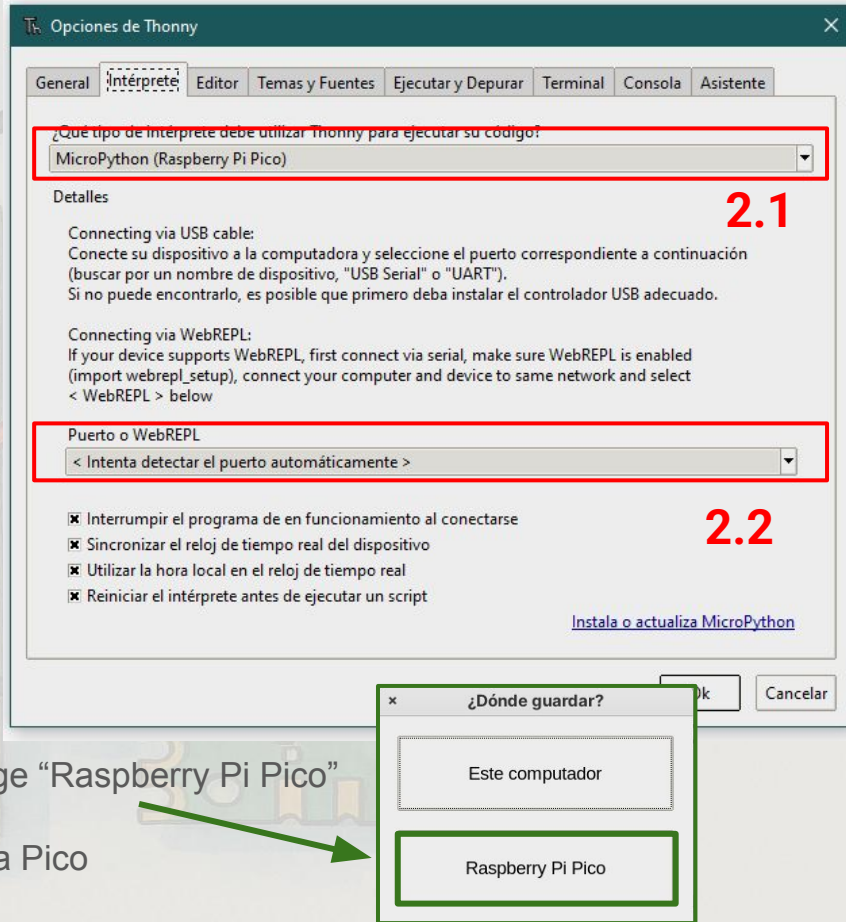 Opciones de Thonny
General Intérprete Editor Temas y Fuentes Ejecutar y Depurar Terminal Consola Asistente
¿Qué tipo de intérprete debe utilizar Thonny para ejecutar su código?
MicroPython (Raspberry Pi Pico)
2.1
Detalles
Connecting via USB cable:
Conecte su dispositivo a la computadora y seleccione el puerto correspondiente a continuación
(buscar por un nombre de dispositivo, "USB Serial" o "UART").
Si no puede encontrarlo, es posible que primero deba instalar el controlador USB adecuado.
Connecting via WebREPL:
If your device supports WebREPL, first connect via serial, make sure WebREPL is enabled
(import webrepl_setup), connect your computer and device to same network and select
< WebREPL > below
Puerto o WebREPL
< Intenta detectar el puerto automáticamente >
2.2
Interrumpir el programa de en funcionamiento al conectarse
Sincronizar el reloj de tiempo real del dispositivo
Utilizar la hora local en el reloj de tiempo real
Reiniciar el intérprete antes de ejecutar un script
Instala o actualiza MicroPython
Cancelar
¿Dónde guardar?
Este computador
Raspberry Pi Pico
ge “Raspberry Pi Pico”
a Pico